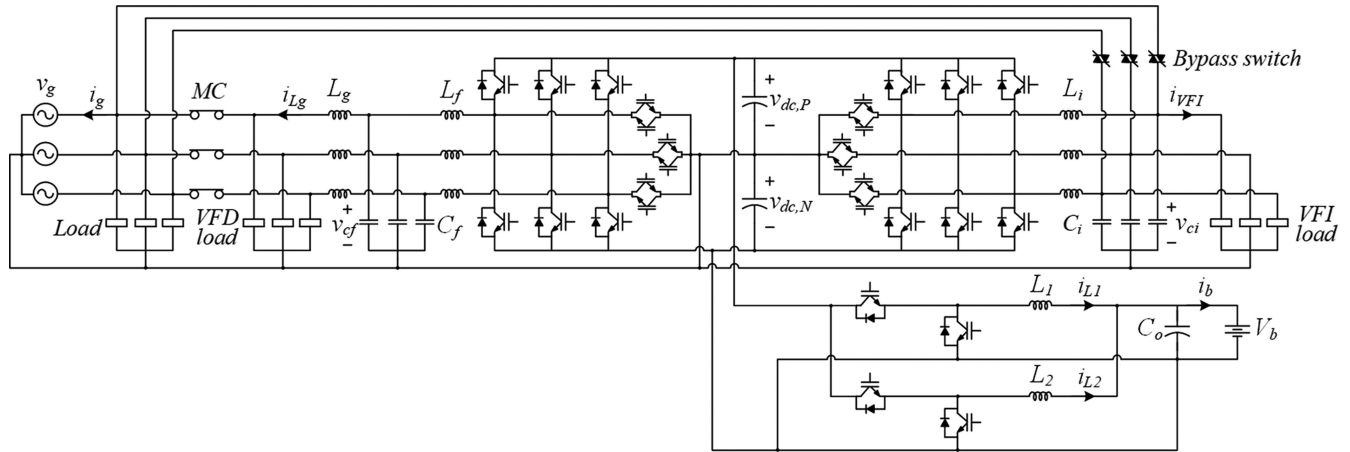 Bypass switch
v_g
i_g
MC
i_Lg
L_g
L_f
+
v_dc,P
−
L_i
i_VFI
+
v_dc,N
−
Load
VFD
load
+
v_cf
−
C_f
C_i
+
v_ci
−
VFI
load
L_1
i_L1
i_b
C_o
V_b
L_2
i_L2